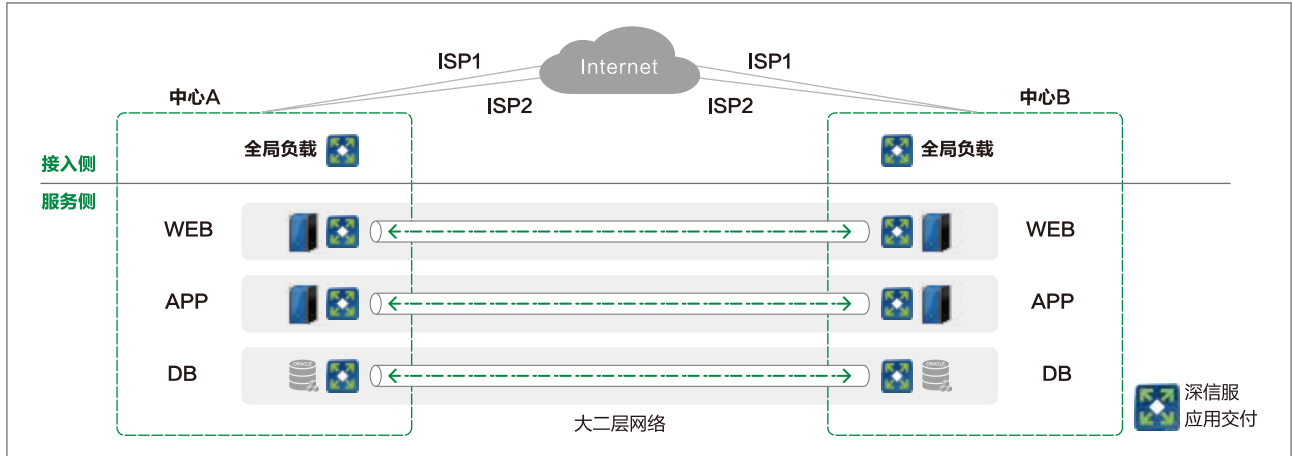 Internet
ISP1
ISP1
ISP2
ISP2
中心A
中心B
全局负载
全局负载
接入侧
服务侧
WEB
WEB
APP
APP
ORACLE
ORACLE
DB
DB
大二层网络
深信服
应用交付